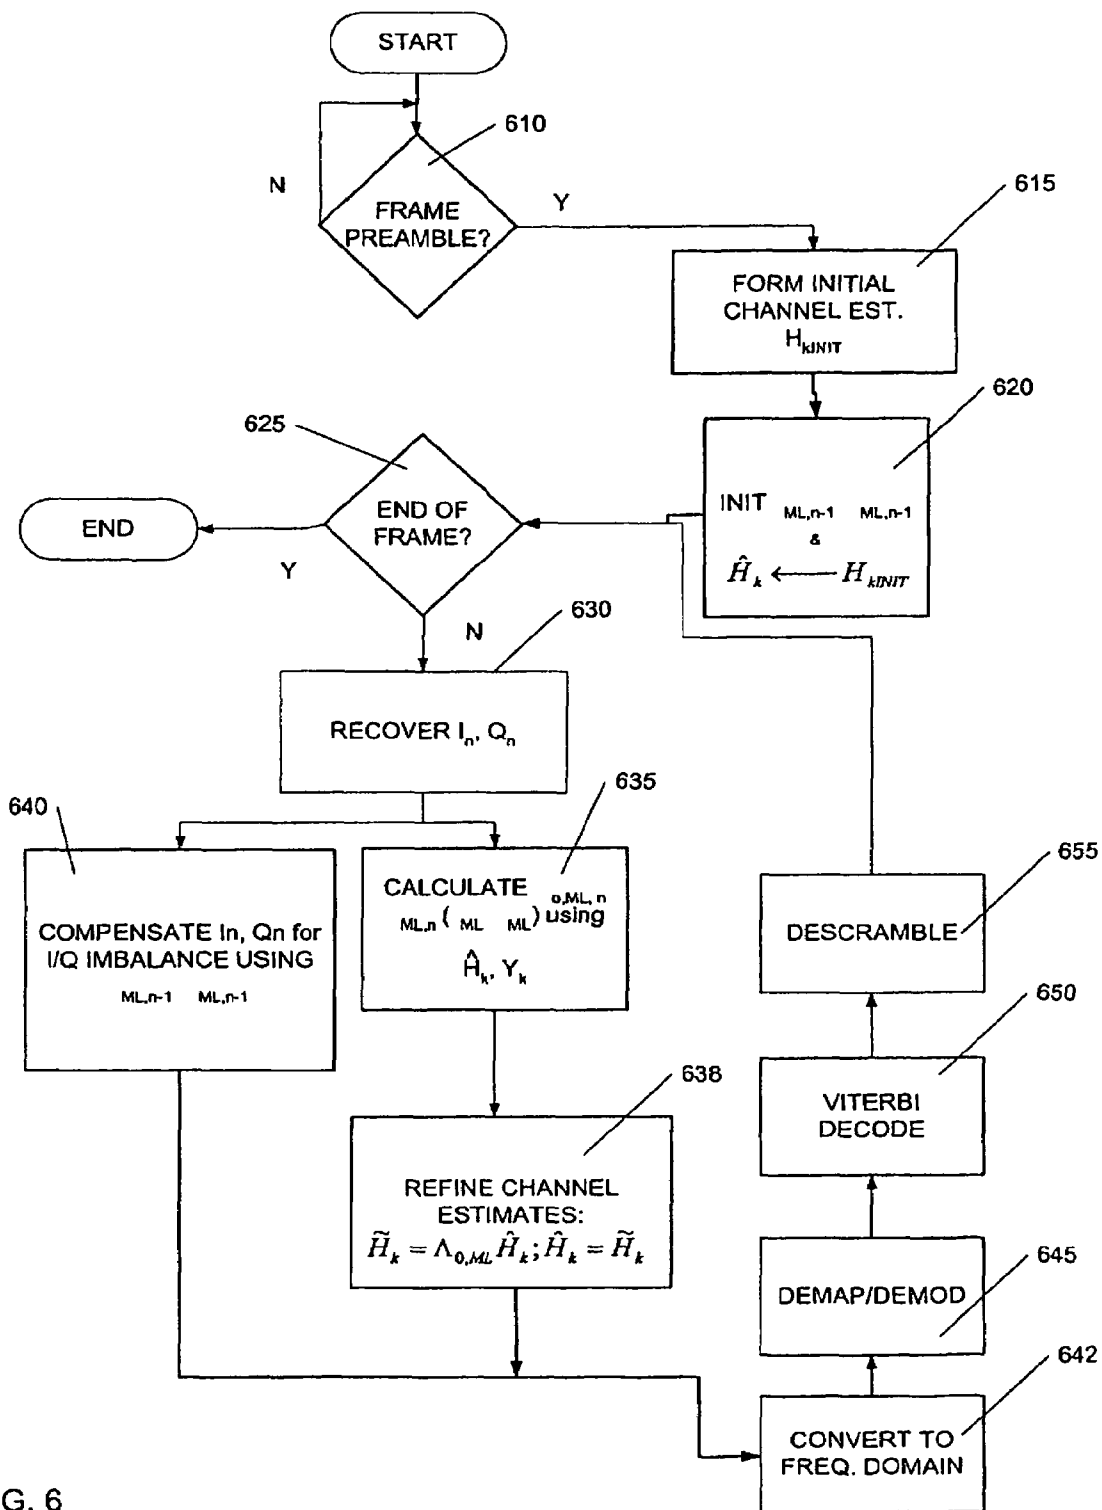 START
610
N
FRAME
PREAMBLE?
Y
615
FORM INITIAL
CHANNEL EST.
H_kINIT
620
625
END OF
FRAME?
END
Y
N
INIT ML,n-1 ML,n-1
&
Ĥ_k ⟵ H_kINIT
630
RECOVER I_n, Q_n
640
635
COMPENSATE In, Qn for
I/Q IMBALANCE USING
ML,n-1 ML,n-1
CALCULATE o,ML, n
ML,n ( ML ML) using
Ĥ_k, Y_k
655
DESCRAMBLE
650
VITERBI
DECODE
638
REFINE CHANNEL
ESTIMATES:
H̃_k = Λ_0,ML Ĥ_k; Ĥ_k = H̃_k
645
DEMAP/DEMOD
642
CONVERT TO
FREQ. DOMAIN
G. 6